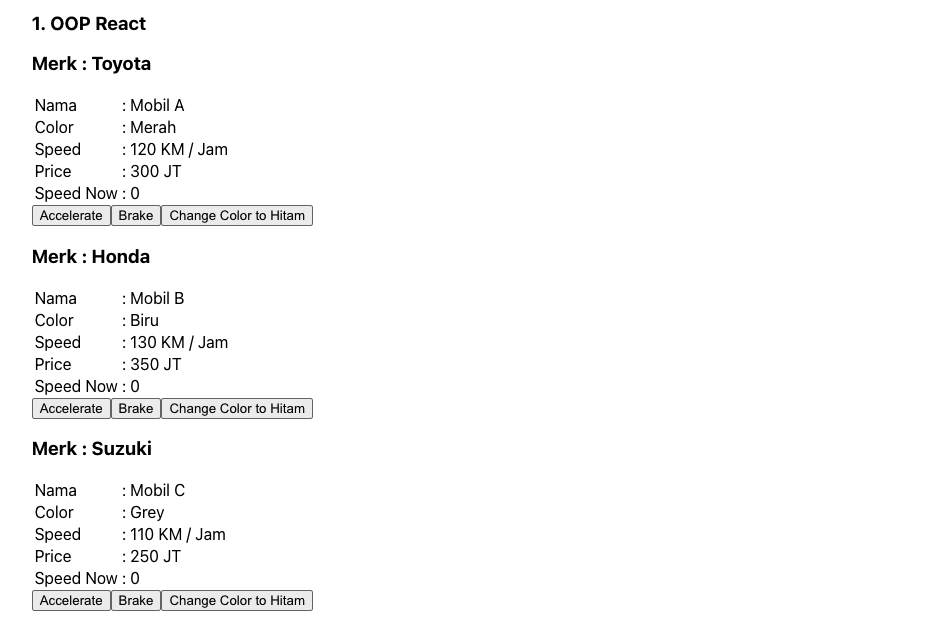 1. OOP React
Merk : Toyota
Nama : Mobil A
Color : Merah
Speed : 120 KM / Jam
Price : 300 JT
Speed Now : 0
Accelerate Brake Change Color to Hitam
Merk : Honda
Nama : Mobil B
Color : Biru
Speed : 130 KM / Jam
Price : 350 JT
Speed Now : 0
Accelerate Brake Change Color to Hitam
Merk : Suzuki
Nama : Mobil C
Color : Grey
Speed : 110 KM / Jam
Price : 250 JT
Speed Now : 0
Accelerate Brake Change Color to Hitam